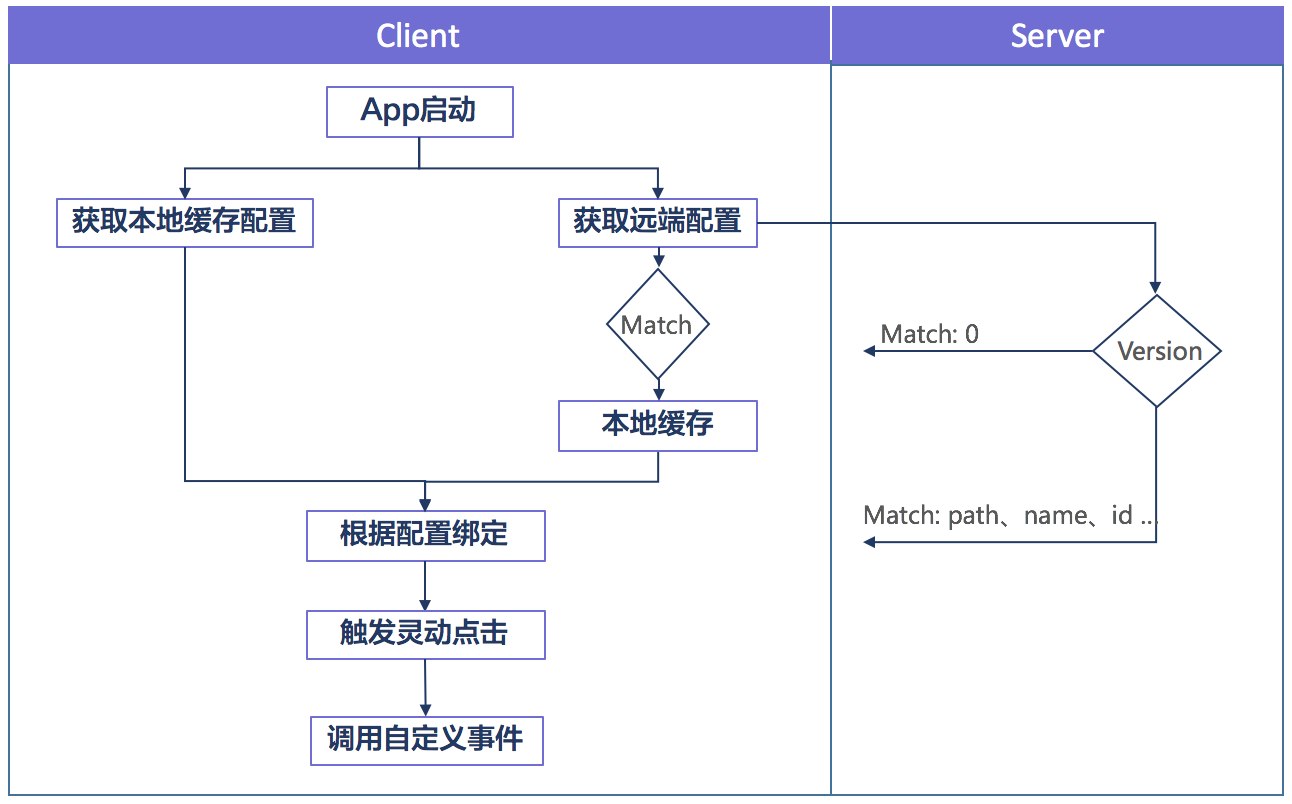 Client
Server
App启动
获取本地缓存配置
获取远端配置
Match
Match: 0
Version
本地缓存
Match: path、name、id ...
根据配置绑定
触发灵动点击
调用自定义事件